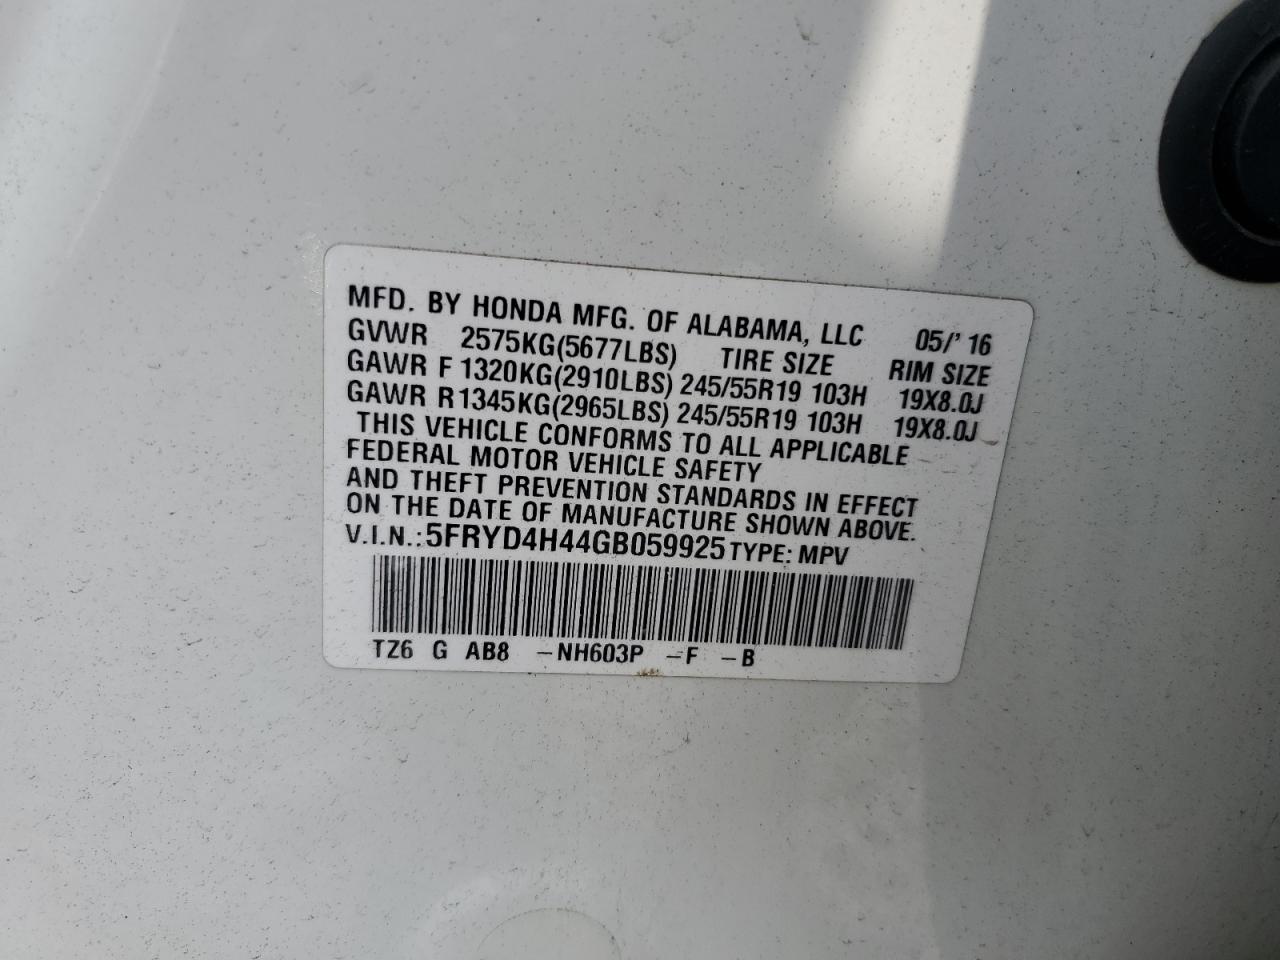 MFD. BY HONDA MFG. OF ALABAMA, LLC 05/'16
GVWR 2575KG(5677LBS) TIRE SIZE RIM SIZE
GAWR F 1320KG(2910LBS) 245/55R19 103H 19X8.0J
GAWR R 1345KG(2965LBS) 245/55R19 103H 19X8.0J
THIS VEHICLE CONFORMS TO ALL APPLICABLE
FEDERAL MOTOR VEHICLE SAFETY
AND THEFT PREVENTION STANDARDS IN EFFECT
ON THE DATE OF MANUFACTURE SHOWN ABOVE.
V.I.N.:5FRYD4H44GB059925 TYPE: MPV
TZ6 G AB8 -NH603P -F -B